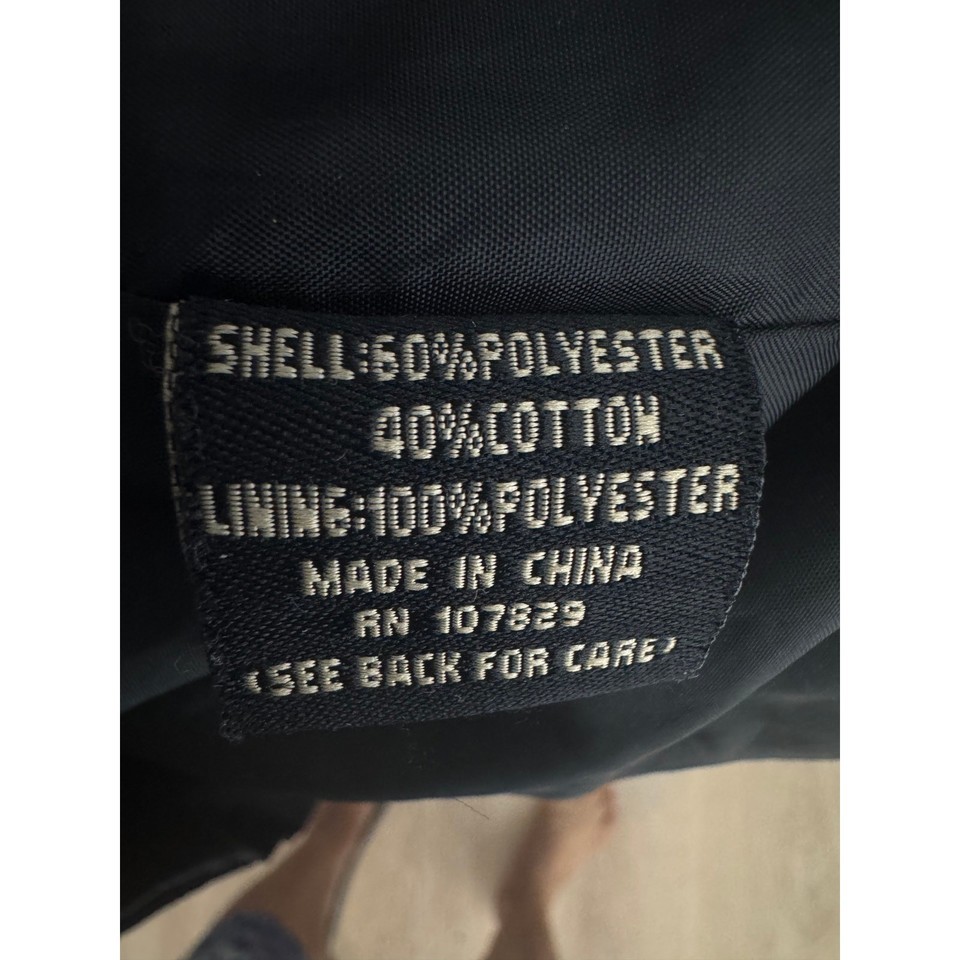 SHELL:60%POLYESTER
40%COTTON
LINING:100%POLYESTER
MADE IN CHINA
RN 107829
(SEE BACK FOR CARE)